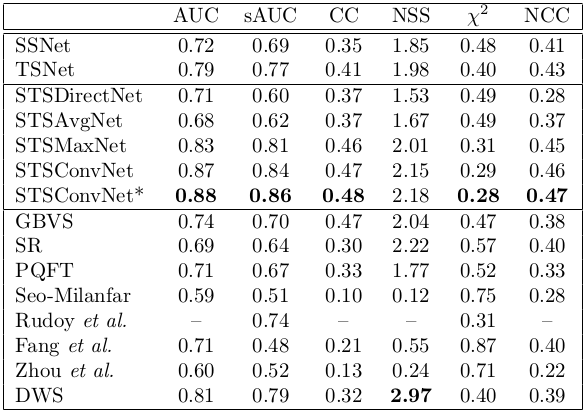 AUC sAUC CC NSS χ² NCC
SSNet 0.72 0.69 0.35 1.85 0.48 0.41
TSNet 0.79 0.77 0.41 1.98 0.40 0.43
STSDirectNet 0.71 0.60 0.37 1.53 0.49 0.28
STSAvgNet 0.68 0.62 0.37 1.67 0.49 0.37
STSMaxNet 0.83 0.81 0.46 2.01 0.31 0.45
STSConvNet 0.87 0.84 0.47 2.15 0.29 0.46
STSConvNet* 0.88 0.86 0.48 2.18 0.28 0.47
GBVS 0.74 0.70 0.47 2.04 0.47 0.38
SR 0.69 0.64 0.30 2.22 0.57 0.40
PQFT 0.71 0.67 0.33 1.77 0.52 0.33
Seo-Milanfar 0.59 0.51 0.10 0.12 0.75 0.28
Rudoy et al. – 0.74 – – 0.31 –
Fang et al. 0.71 0.48 0.21 0.55 0.87 0.40
Zhou et al. 0.60 0.52 0.13 0.24 0.71 0.22
DWS 0.81 0.79 0.32 2.97 0.40 0.39